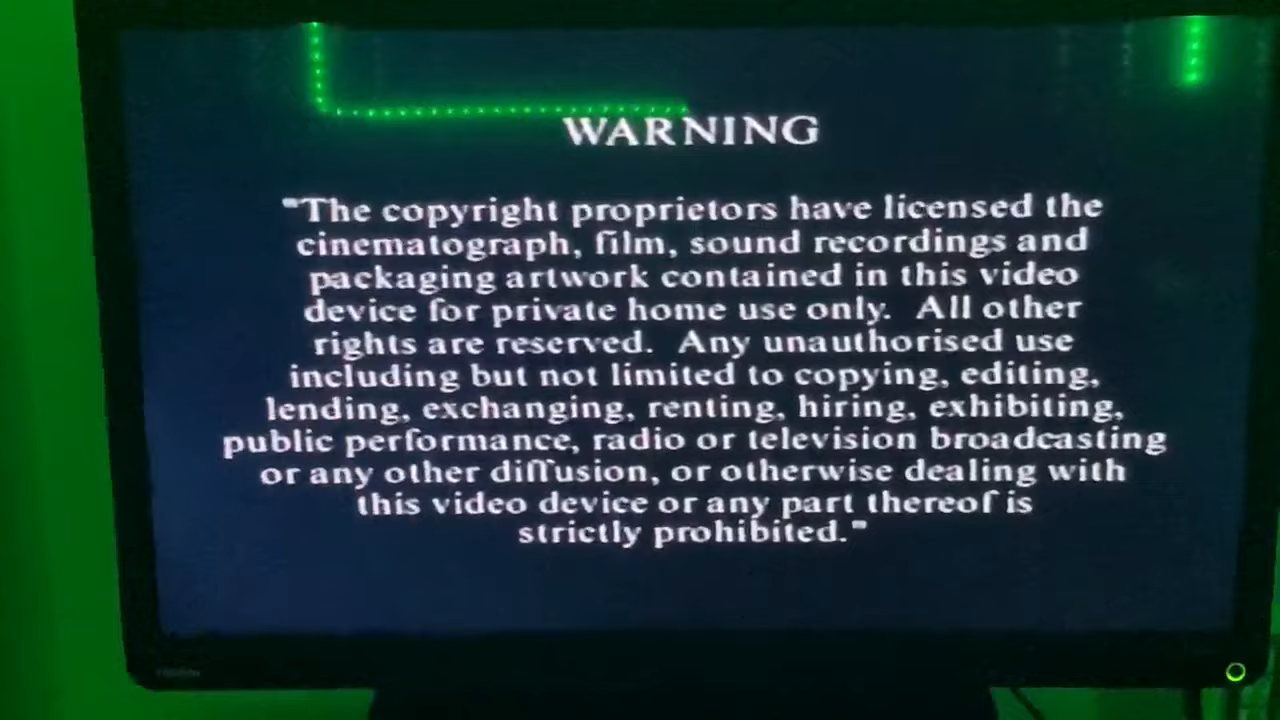 WARNING
"The copyright proprietors have licensed the
cinematograph, film, sound recordings and
packaging artwork contained in this video
device for private home use only. All other
rights are reserved. Any unauthorised use
including but not limited to copying, editing,
lending, exchanging, renting, hiring, exhibiting,
public performance, radio or television broadcasting
or any other diffusion, or otherwise dealing with
this video device or any part thereof is
strictly prohibited."